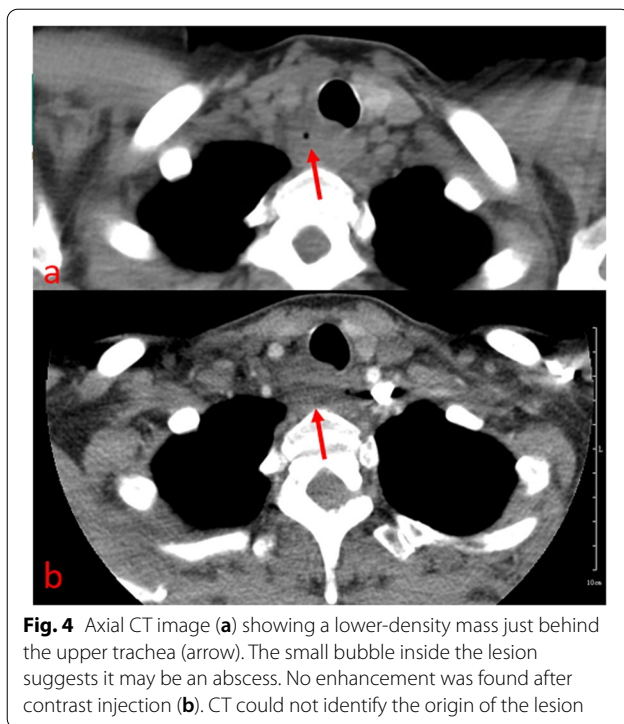 a
b
L
10cm
Fig. 4 Axial CT image (a) showing a lower-density mass just behind
the upper trachea (arrow). The small bubble inside the lesion
suggests it may be an abscess. No enhancement was found after
contrast injection (b). CT could not identify the origin of the lesion